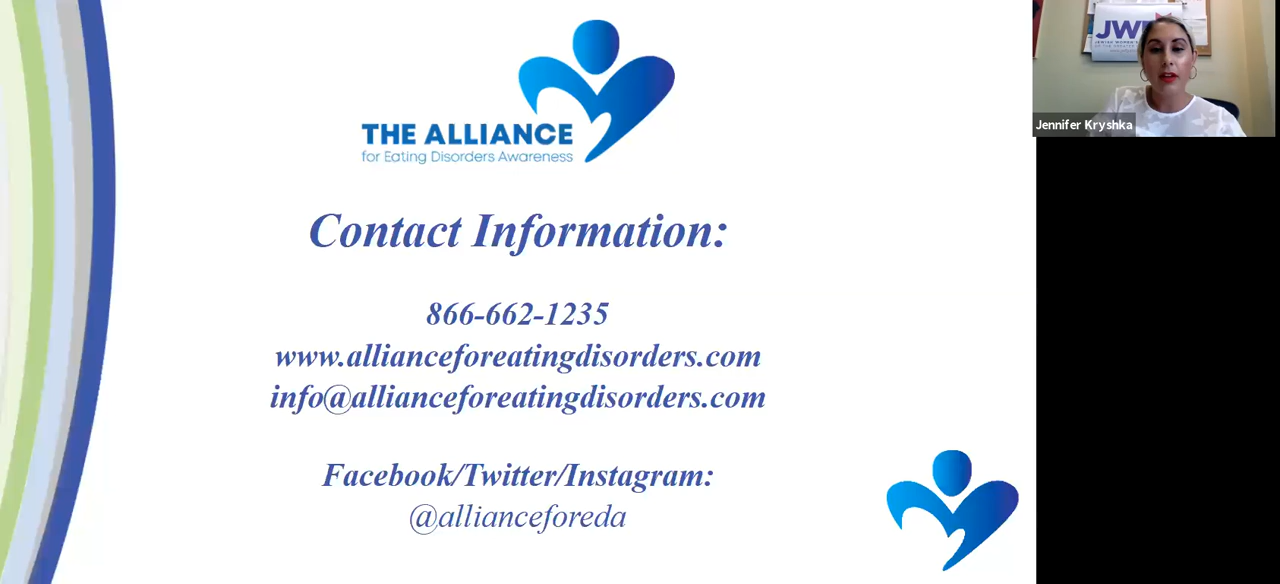 THE ALLIANCE
for Eating Disorders Awareness
Contact Information:
866-662-1235
www.allianceforeatingdisorders.com
info@allianceforeatingdisorders.com
Facebook/Twitter/Instagram:
@allianceforeda
Jennifer Kryshka